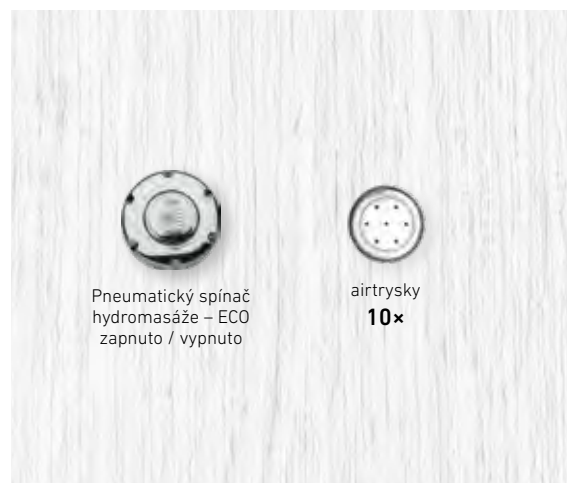 Pneumatický spínač
hydromasáže – ECO
zapnuto / vypnuto
airtrysky
10×